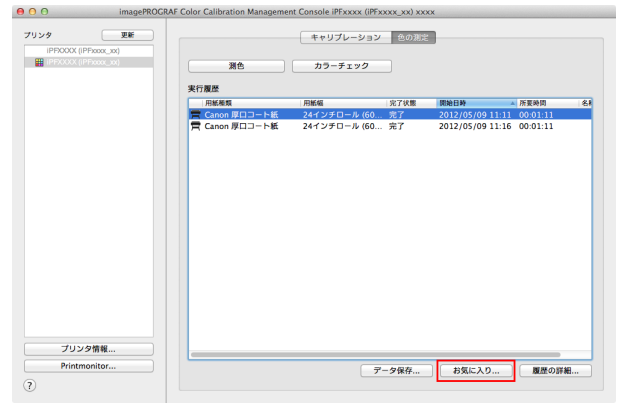 imagePROGRAF Color Calibration Management Console iPFxxxx (iPFxxxx_xx) xxxx
プリンタ 更新
iPFXXXX (iPFxxxx_xx)
iPFXXXX (iPFxxxx_xx)
プリンタ情報...
Printmonitor...
?
キャリブレーション 色の測定
測色 カラーチェック
実行履歴
用紙種類 用紙幅 完了状態 開始日時 所要時間 名称
Canon 厚口コート紙 24インチロール (60... 完了 2012/05/09 11:11 00:01:11
Canon 厚口コート紙 24インチロール (60... 完了 2012/05/09 11:16 00:01:11
データ保存... お気に入り... 履歴の詳細...